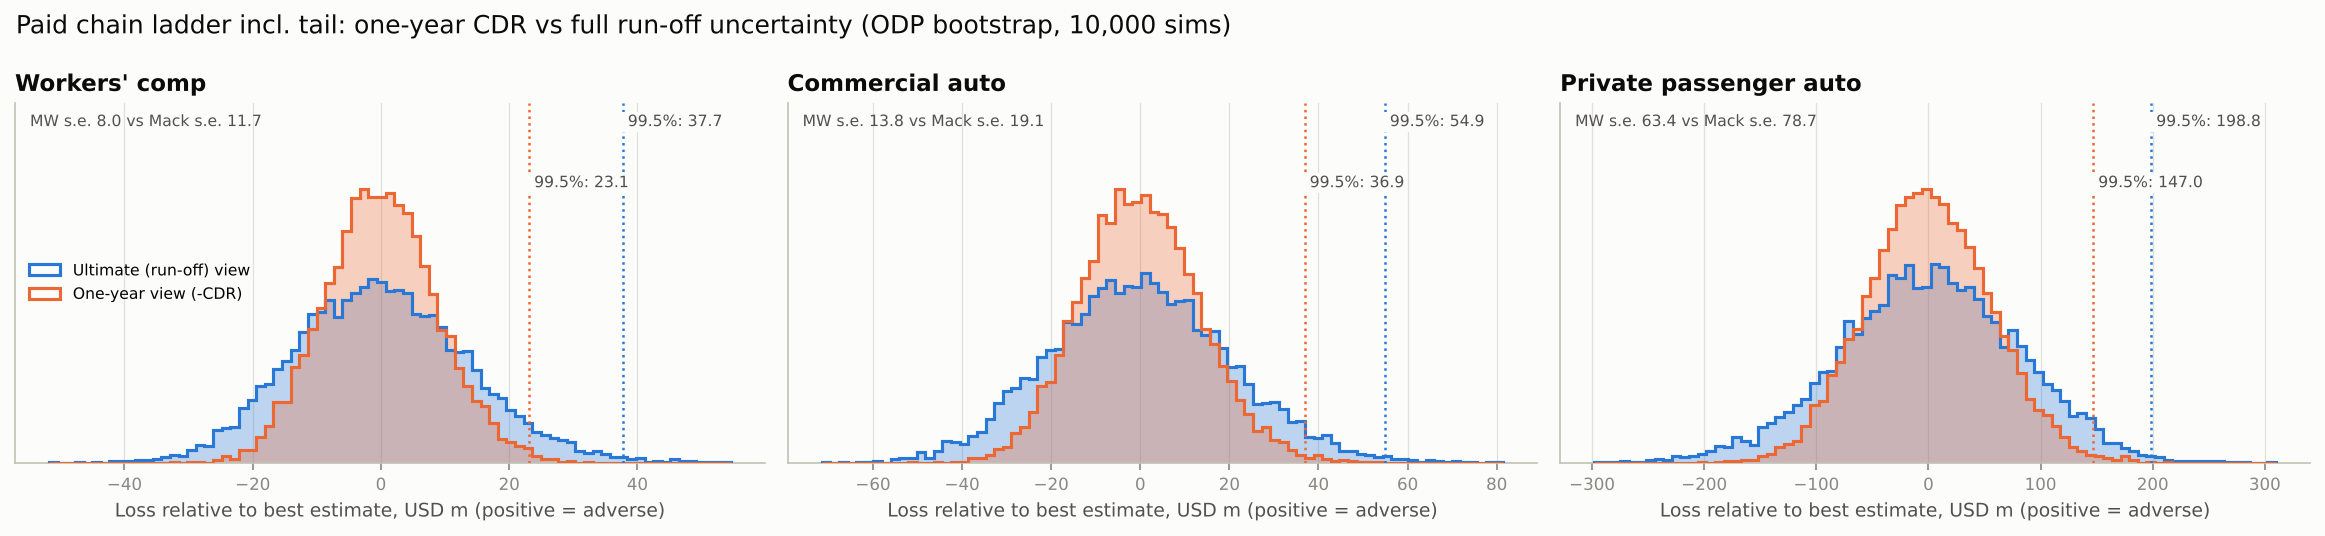 Paid chain ladder incl. tail: one-year CDR vs full run-off uncertainty (ODP bootstrap, 10,000 sims)
Workers' comp
MW s.e. 8.0 vs Mack s.e. 11.7
99.5%: 37.7
99.5%: 23.1
Ultimate (run-off) view
One-year view (-CDR)
−40 −20 0 20 40
Loss relative to best estimate, USD m (positive = adverse)
Commercial auto
MW s.e. 13.8 vs Mack s.e. 19.1
99.5%: 54.9
99.5%: 36.9
−60 −40 −20 0 20 40 60 80
Loss relative to best estimate, USD m (positive = adverse)
Private passenger auto
MW s.e. 63.4 vs Mack s.e. 78.7
99.5%: 198.8
99.5%: 147.0
−300 −200 −100 0 100 200 300
Loss relative to best estimate, USD m (positive = adverse)